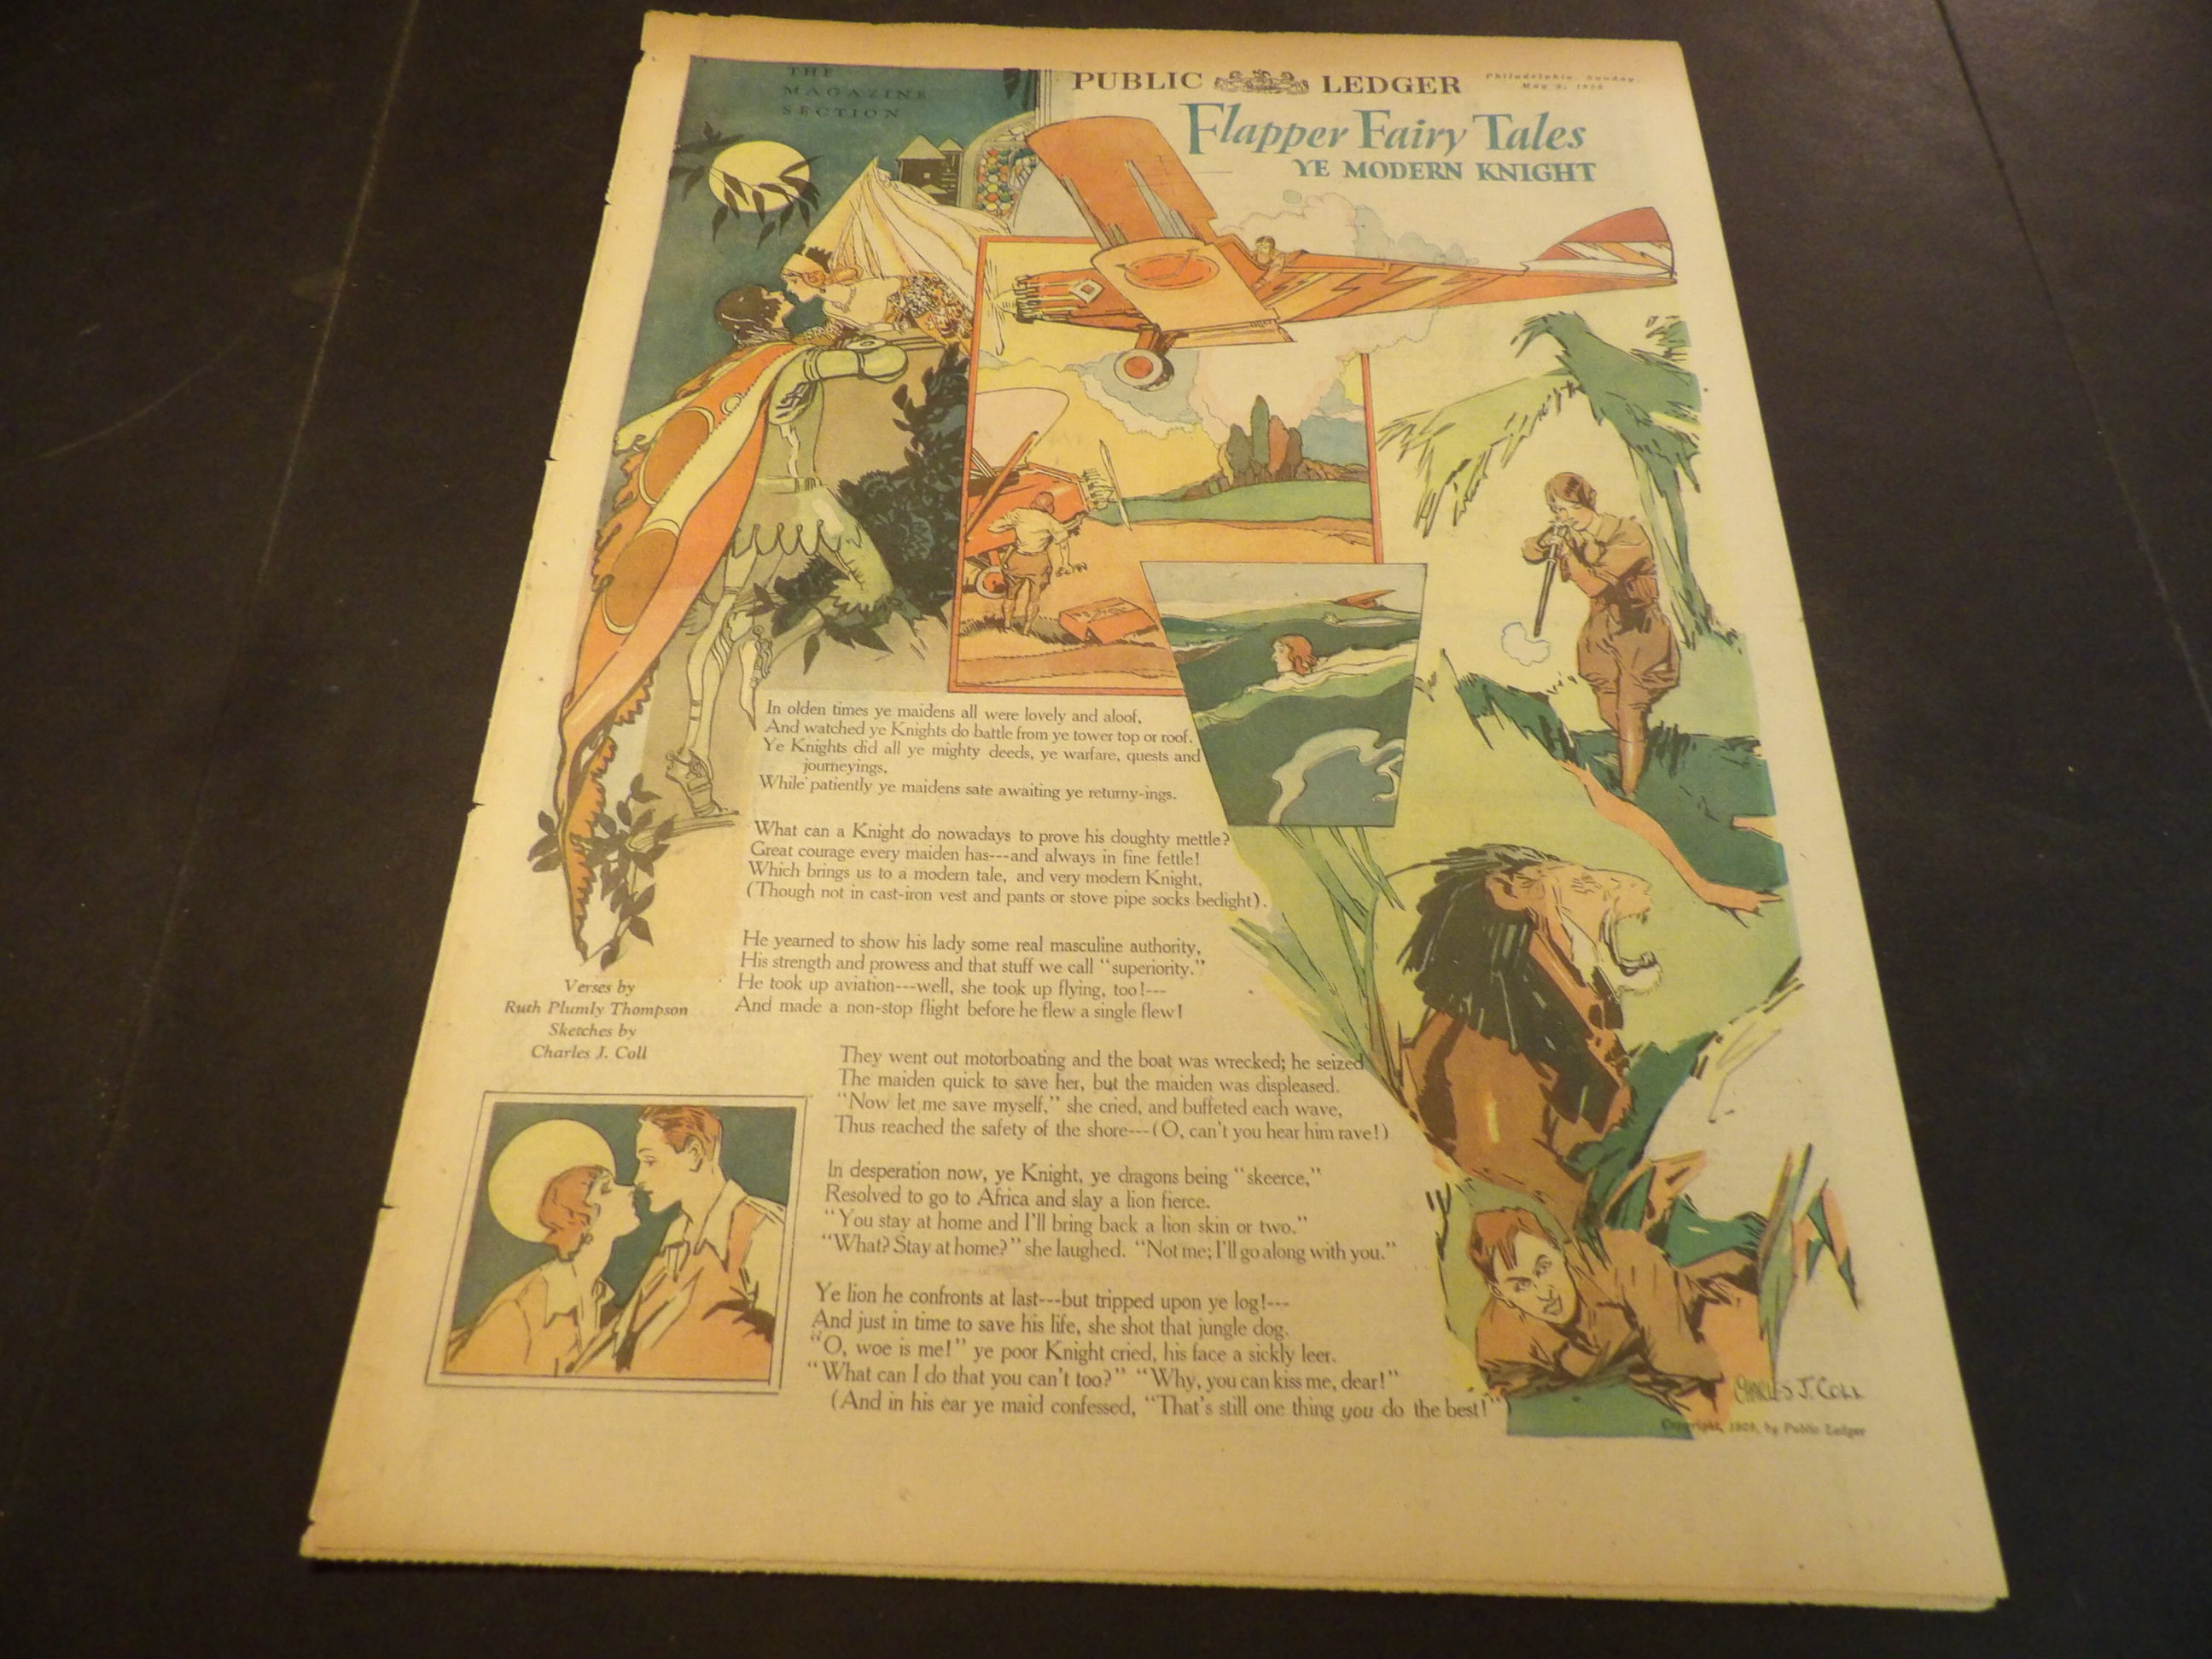 THE
MAGAZINE
SECTION
PUBLIC LEDGER
Philadelphia, Sunday
May
Flapper Fairy Tales
YE MODERN KNIGHT
In olden times ye maidens all were lovely and aloof,
And watched ye Knights do battle from ye tower top or roof.
Ye Knights did all ye mighty deeds, ye warfare, quests and
journeyings,
While patiently ye maidens sate awaiting ye returny-ings.
What can a Knight do nowadays to prove his doughty mettle?
Great courage every maiden has---and always in fine fettle!
Which brings us to a modern tale, and very modern Knight,
(Though not in cast-iron vest and pants or stove pipe socks bedight).
He yearned to show his lady some real masculine authority,
His strength and prowess and that stuff we call "superiority."
He took up aviation---well, she took up flying, too!---
And made a non-stop flight before he flew a single flew!
Verses by
Ruth Plumly Thompson
Sketches by
Charles J. Coll
They went out motorboating and the boat was wrecked; he seized
The maiden quick to save her, but the maiden was displeased.
"Now let me save myself," she cried, and buffeted each wave,
Thus reached the safety of the shore---(O, can't you hear him rave!)
In desperation now, ye Knight, ye dragons being "skeerce,"
Resolved to go to Africa and slay a lion fierce.
"You stay at home and I'll bring back a lion skin or two."
"What? Stay at home?" she laughed. "Not me; I'll go along with you."
Ye lion he confronts at last---but tripped upon ye log!---
And just in time to save his life, she shot that jungle dog.
"O, woe is me!" ye poor Knight cried, his face a sickly leer.
"What can I do that you can't too?" "Why, you can kiss me, dear!"
(And in his ear ye maid confessed, "That's still one thing you do the best!")
CHARLES J. COLL
Copyright, by Public Ledger